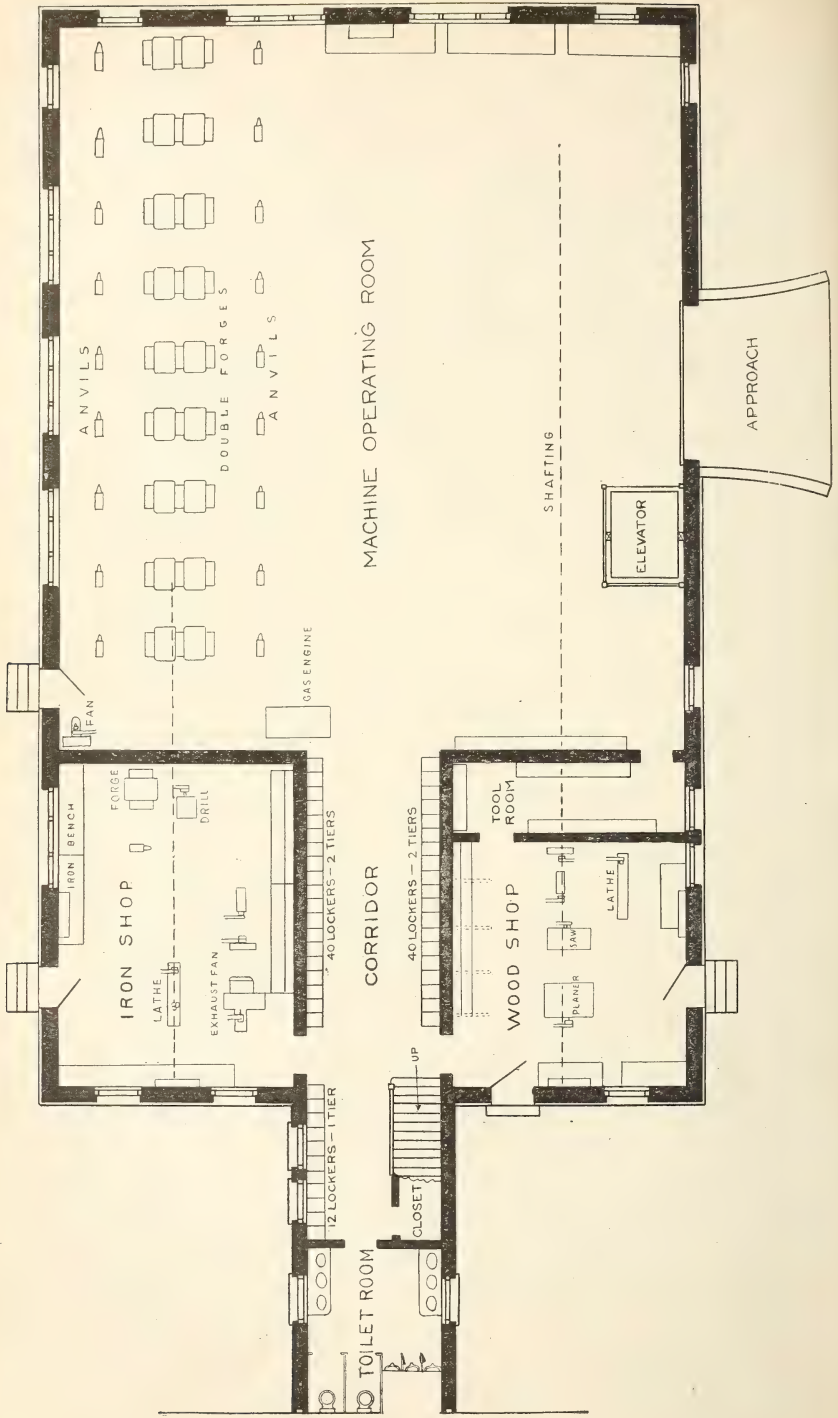 ANVILS
DOUBLE FORGES
ANVILS
MACHINE OPERATING ROOM
SHAFTING
ELEVATOR
APPROACH
FAN
GAS ENGINE
IRON BENCH
FORGE
DRILL
IRON SHOP
LATHE
EXHAUST FAN
40 LOCKERS – 2 TIERS
CORRIDOR
40 LOCKERS – 2 TIERS
TOOL
ROOM
WOOD SHOP
LATHE
SAW
PLANER
UP
12 LOCKERS – 1 TIER
CLOSET
TOILET ROOM